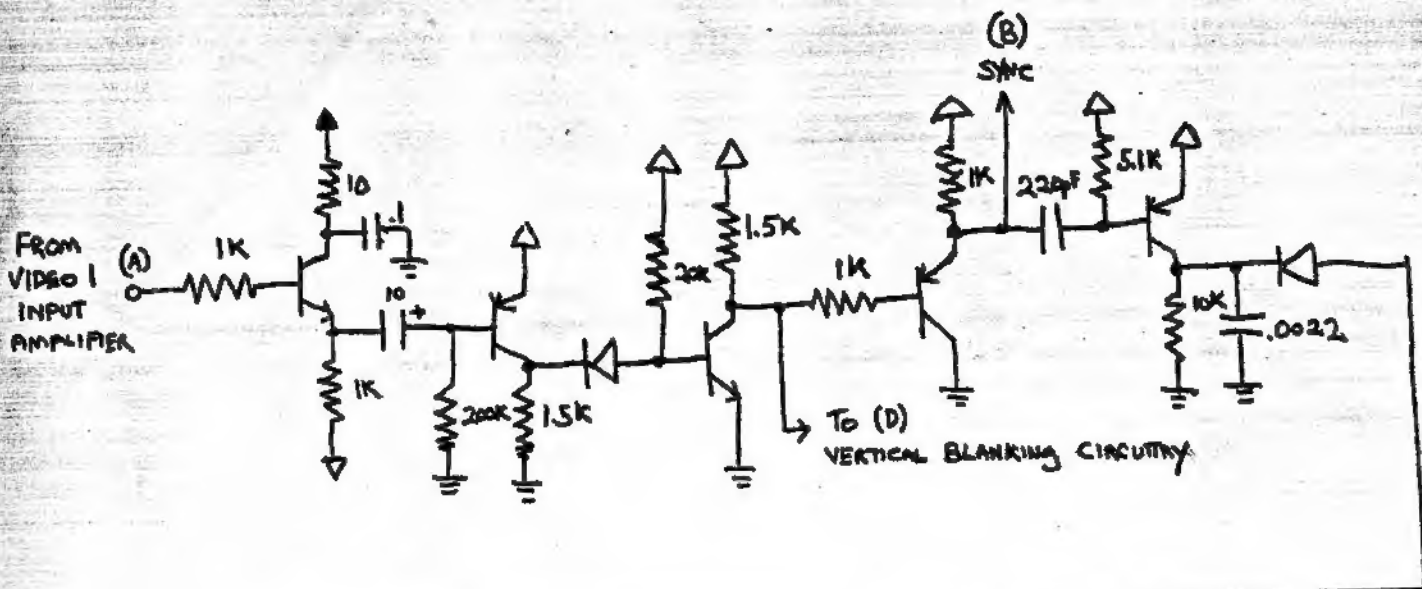 (B)
SYNC
10
.1
1K
220pF
5.1K
FROM
VIDEO 1
INPUT
AMPLIFIER
(A)
1K
10
+
20K
1.5K
1K
10K
.0022
1K
200K
1.5K
TO (D)
VERTICAL BLANKING CIRCUITRY